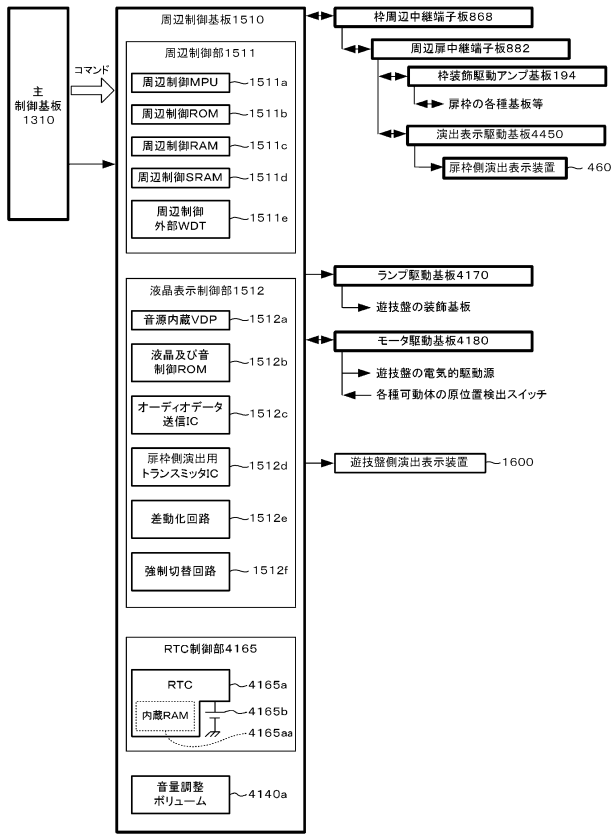 主
制御基板
1310
コマンド
周辺制御基板1510
周辺制御部1511
周辺制御MPU
1511a
周辺制御ROM
1511b
周辺制御RAM
1511c
周辺制御SRAM
1511d
周辺制御
外部WDT
1511e
液晶表示制御部1512
音源内蔵VDP
1512a
液晶及び音
制御ROM
1512b
オーディオデータ
送信IC
1512c
扉枠側演出用
トランスミッタIC
1512d
差動化回路
1512e
強制切替回路
1512f
RTC制御部4165
RTC
4165a
内蔵RAM
4165b
4165aa
音量調整
ボリューム
4140a
枠周辺中継端子板868
周辺扉中継端子板882
枠装飾駆動アンプ基板194
扉枠の各種基板等
演出表示駆動基板4450
扉枠側演出表示装置
460
ランプ駆動基板4170
遊技盤の装飾基板
モータ駆動基板4180
遊技盤の電気的駆動源
各種可動体の原位置検出スイッチ
遊技盤側演出表示装置
1600